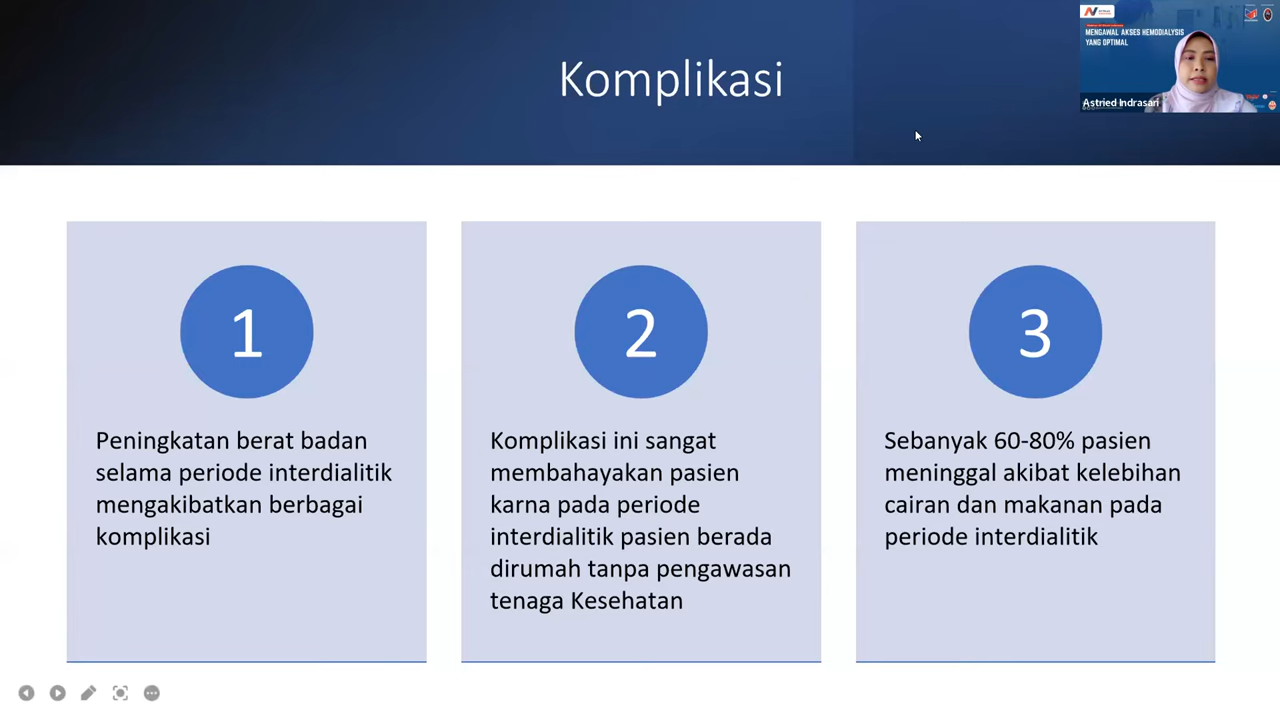 Komplikasi
MENGAWAL AKSES HEMODIALYSIS
YANG OPTIMAL
Astried Indrasari
1
Peningkatan berat badan
selama periode interdialitik
mengakibatkan berbagai
komplikasi
2
Komplikasi ini sangat
membahayakan pasien
karna pada periode
interdialitik pasien berada
dirumah tanpa pengawasan
tenaga Kesehatan
3
Sebanyak 60-80% pasien
meninggal akibat kelebihan
cairan dan makanan pada
periode interdialitik